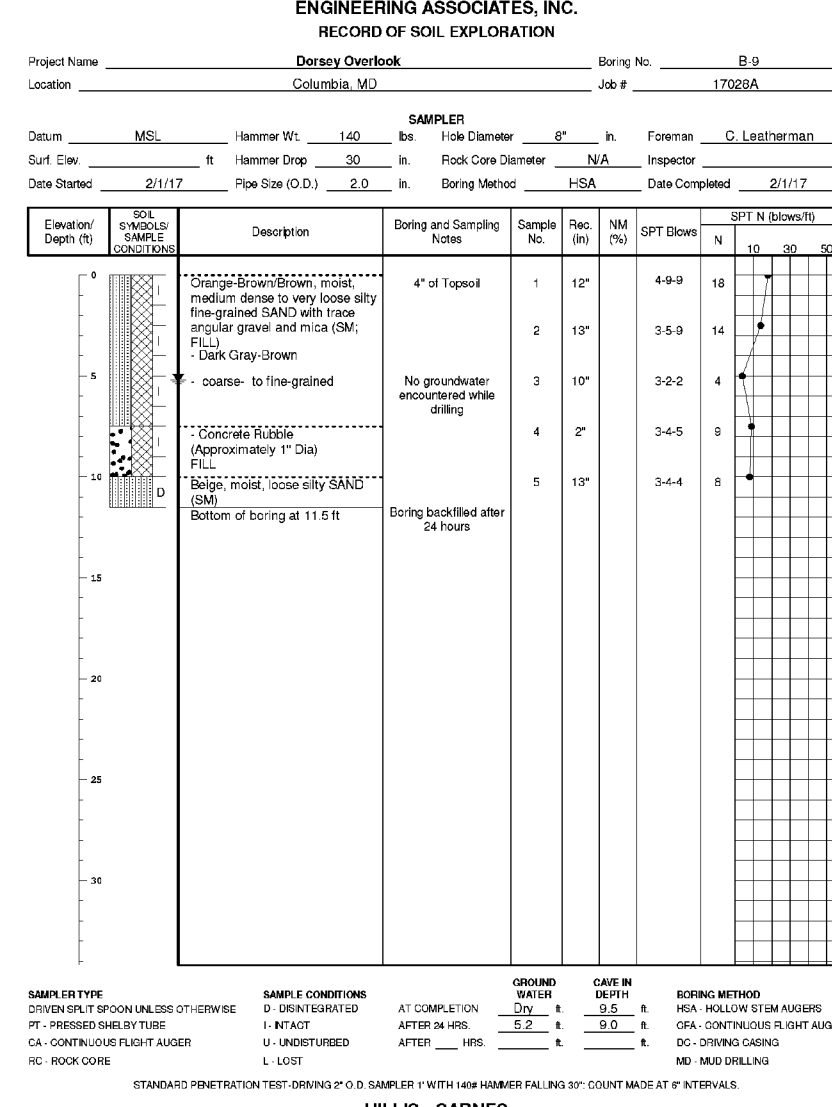 ENGINEERING ASSOCIATES, INC.
RECORD OF SOIL EXPLORATION
Project Name Dorsey Overlook Boring No. B-9
Location Columbia, MD Job # 17028A
SAMPLER
Datum MSL Hammer Wt. 140 lbs. Hole Diameter 8" in. Foreman C. Leatherman
Surf. Elev. ft Hammer Drop 30 in. Rock Core Diameter N/A Inspector
Date Started 2/1/17 Pipe Size (O.D.) 2.0 in. Boring Method HSA Date Completed 2/1/17
Elevation/ Depth (ft)
SOIL SYMBOLS/ SAMPLE CONDITIONS
Description
Boring and Sampling Notes
Sample No.
Rec. (in)
NM (%)
SPT Blows
SPT N (blows/ft)
N 10 30 50
0
Orange-Brown/Brown, moist, 4" of Topsoil 1 12" 4-9-9 18
I
medium dense to very loose silty
fine-grained SAND with trace
angular gravel and mica (SM; 2 13" 3-5-9 14
I
FILL)
- Dark Gray-Brown
5
- coarse- to fine-grained No groundwater 3 10" 3-2-2 4
I
encountered while
drilling
- Concrete Rubble 4 2" 3-4-5 9
I
(Approximately 1" Dia)
FILL
10
Beige, moist, loose silty SAND 5 13" 3-4-4 8
D
(SM)
Bottom of boring at 11.5 ft Boring backfilled after
24 hours
15
20
25
30
GROUND WATER CAVE IN DEPTH
SAMPLER TYPE SAMPLE CONDITIONS BORING METHOD
DRIVEN SPLIT SPOON UNLESS OTHERWISE D - DISINTEGRATED AT COMPLETION Dry ft. 9.5 ft. HSA - HOLLOW STEM AUGERS
PT - PRESSED SHELBY TUBE I - INTACT AFTER 24 HRS. 5.2 ft. 9.0 ft. CFA - CONTINUOUS FLIGHT AUG
CA - CONTINUOUS FLIGHT AUGER U - UNDISTURBED AFTER ____ HRS. ft. ft. DC - DRIVING CASING
RC - ROCK CORE L - LOST MD - MUD DRILLING
STANDARD PENETRATION TEST-DRIVING 2" O.D. SAMPLER 1' WITH 140# HAMMER FALLING 30": COUNT MADE AT 6" INTERVALS.